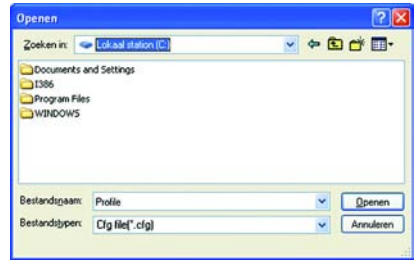 Openen
Zoeken in: Lokaal station (C:)
Documents and Settings
I386
Program Files
WINDOWS
Bestandsnaam: Profile Openen
Bestandstypen: Cfg file(*.cfg) Annuleren